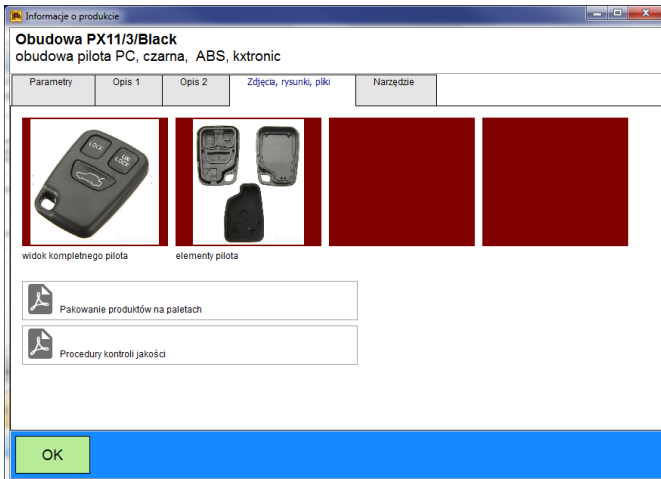 Informacje o produkcie
Obudowa PX11/3/Black
obudowa pilota PC, czarna, ABS, kxtronic
Parametry
Opis 1
Opis 2
Zdjęcia, rysunki, pliki
Narzędzie
LOCK
UN
LOCK
widok kompletnego pilota
elementy pilota
Pakowanie produktów na paletach
Procedury kontroli jakości
OK